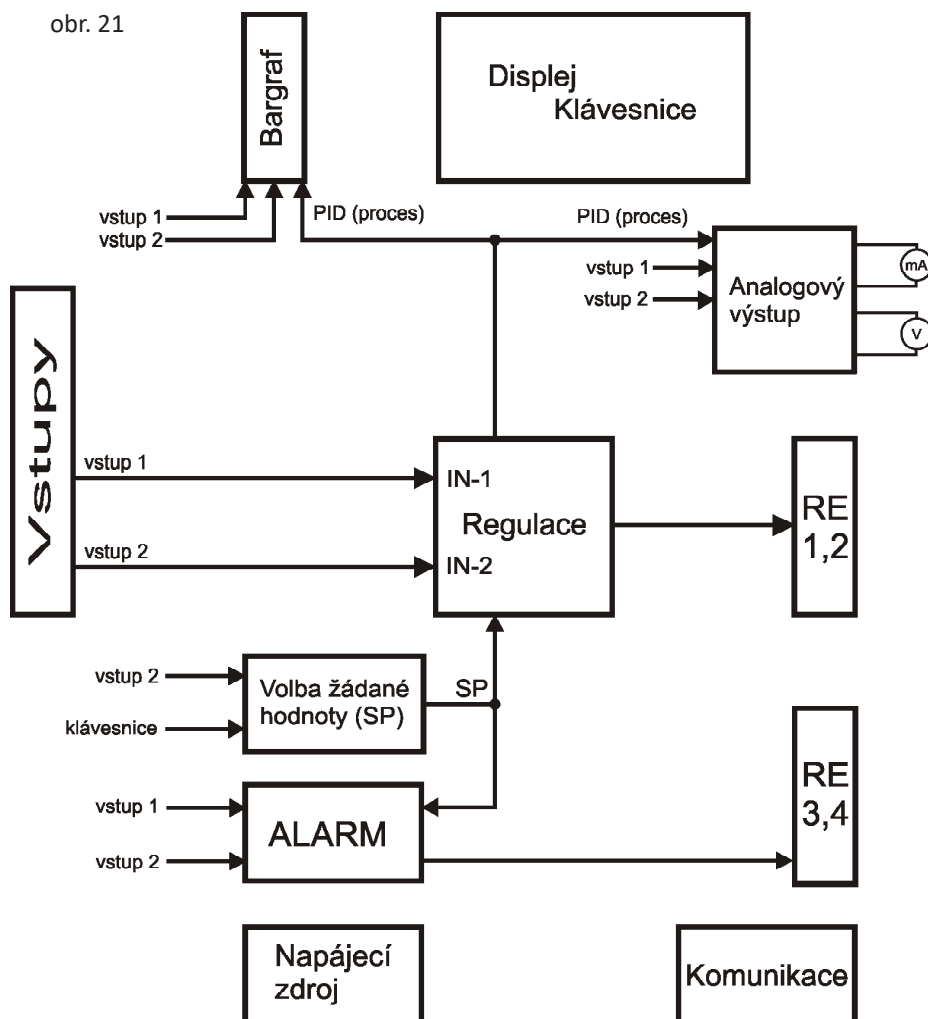 obr. 21
Bargraf
Displej
Klávesnice
vstup 1
vstup 2
PID (proces)
PID (proces)
vstup 1
vstup 2
Analogový
výstup
mA
V
Vstupy
vstup 1
vstup 2
IN-1
Regulace
IN-2
RE
1,2
vstup 2
klávesnice
Volba žádané
hodnoty (SP)
SP
vstup 1
vstup 2
ALARM
RE
3,4
Napájecí
zdroj
Komunikace